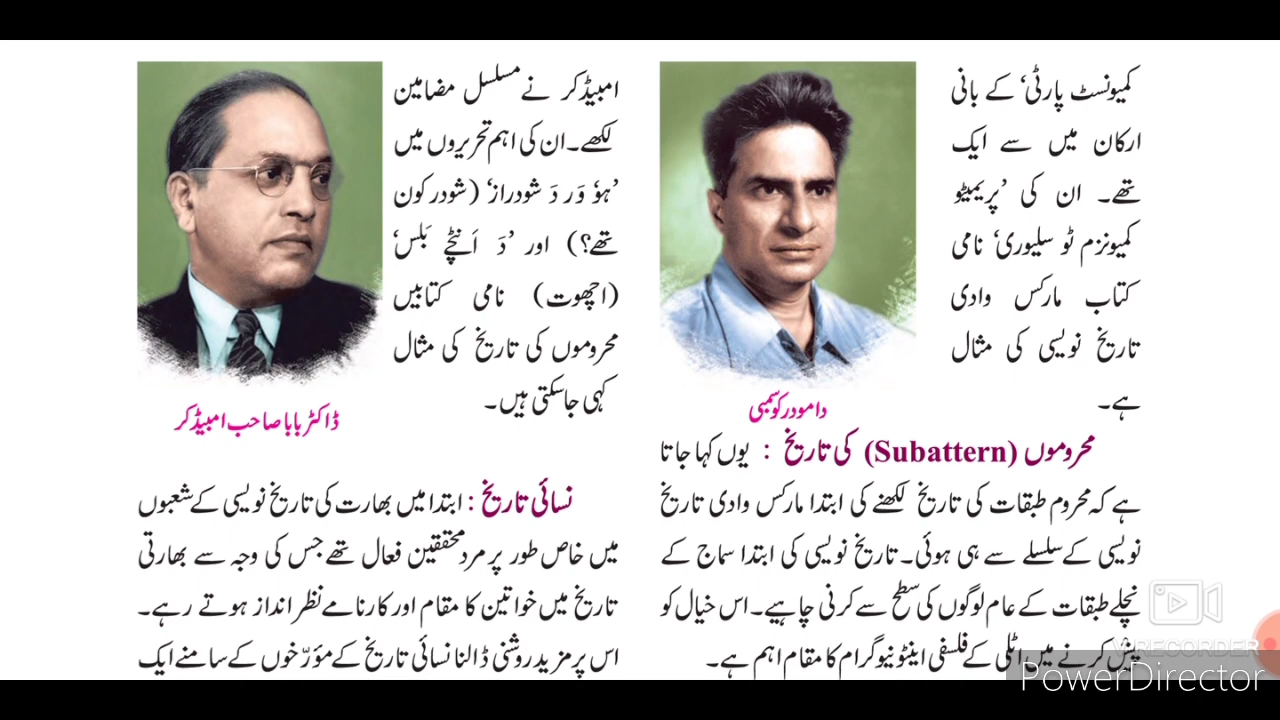 کمیونسٹ پارٹی‘ کے بانی
ارکان میں سے ایک
تھے۔ ان کی ’پریمیٹو
کمیونزم ٹو سلیوری‘ نامی
کتاب مارکس وادی
تاریخ نویسی کی مثال
ہے۔
دامودر کوسمبی
محروموں (Subattern) کی تاریخ : یوں کہا جاتا
ہے کہ محروم طبقات کی تاریخ لکھنے کی ابتدا مارکس وادی تاریخ
نویسی کے سلسلے سے ہی ہوئی۔ تاریخ نویسی کی ابتدا سماج کے
نچلے طبقات کے عام لوگوں کی سطح سے کرنی چاہیے۔ اس خیال کو
پیش کرنے میں اٹلی کے فلسفی اینٹونیو گرام کا مقام اہم ہے۔
امبیڈکر نے مسلسل مضامین
لکھے۔ ان کی اہم تحریروں میں
’ہوٗ وَر دَ شودراز‘ (شودر کون
تھے؟) اور ’دَ اَنٹچے بَلس‘
(اچھوت) نامی کتابیں
محروموں کی تاریخ کی مثال
کہی جاسکتی ہیں۔
ڈاکٹر بابا صاحب امبیڈکر
نسائی تاریخ : ابتدا میں بھارت کی تاریخ نویسی کے شعبوں
میں خاص طور پر مرد محققین فعال تھے جس کی وجہ سے بھارتی
تاریخ میں خواتین کا مقام اور کارنامے نظر انداز ہوتے رہے۔
اس پر مزید روشنی ڈالنا نسائی تاریخ کے مؤرّخوں کے سامنے ایک
VRECORDER
PowerDirector